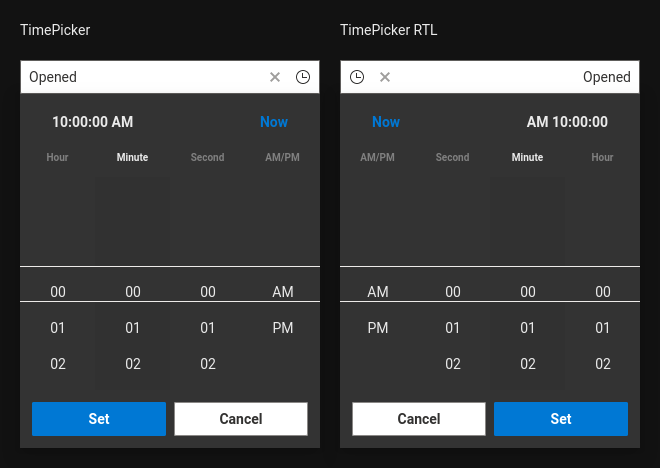 TimePicker
Opened
10:00:00 AM Now
Hour Minute Second AM/PM
00 00 00 AM
01 01 01 PM
02 02 02
Set Cancel
TimePicker RTL
Opened
Now AM 10:00:00
AM/PM Second Minute Hour
AM 00 00 00
PM 01 01 01
02 02 02
Cancel Set